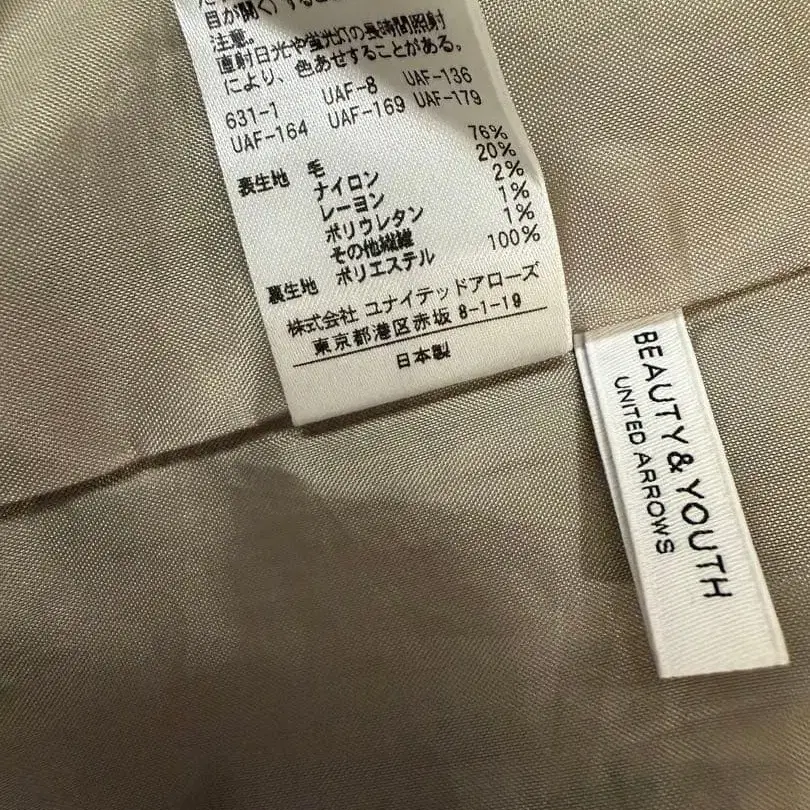 目が開く)すること
注意。
直射日光や蛍光灯の長時間照射
により、色あせすることがある。
631-1 UAF-8 UAF-136
UAF-164 UAF-169 UAF-179
表生地 毛 76%
ナイロン 20%
レーヨン 2%
ポリウレタン 1%
その他繊維 1%
裏生地 ポリエステル 100%
株式会社 ユナイテッドアローズ
東京都港区赤坂 8-1-19
日本製
BEAUTY&YOUTH
UNITED ARROWS